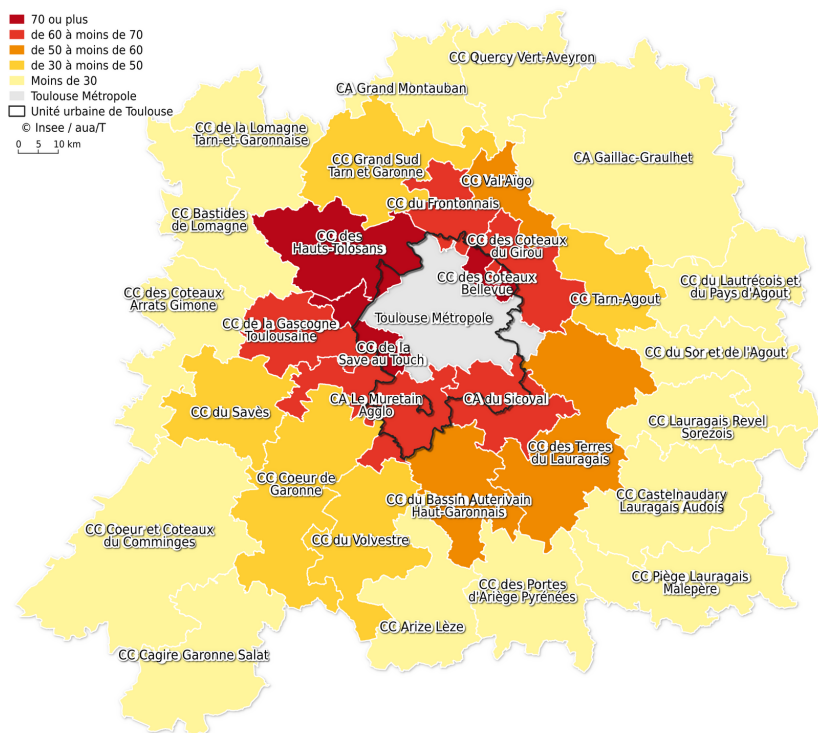 70 ou plus
de 60 à moins de 70
de 50 à moins de 60
de 30 à moins de 50
Moins de 30
Toulouse Métropole
Unité urbaine de Toulouse
© Insee / aua/T
0 5 10 km
CC Quercy Vert-Aveyron
CA Grand Montauban
CC de la Lomagne
Tarn-et-Garonnaise
CC Grand Sud
Tarn et Garonne
CA Gaillac-Graulhet
CC Val'Aïgo
CC du Frontonnais
CC Bastides
de Lomagne
CC des
Hauts-Tolosans
CC des Coteaux
du Girou
CC des Coteaux
Bellevue
CC du Lautrécois et
du Pays d'Agout
CC des Coteaux
Arrats Gimone
CC Tarn-Agout
Toulouse Métropole
CC de la Gascogne
Toulousaine
CC de la
Save au Touch
CC du Sor et de l'Agout
CA Le Muretain
Agglo
CA du Sicoval
CC du Savès
CC Lauragais Revel
Sorezois
CC des Terres
du Lauragais
CC Coeur de
Garonne
CC du Bassin Auterivain
Haut-Garonnais
CC Castelnaudary
Lauragais Audois
CC Coeur et Coteaux
du Comminges
CC du Volvestre
CC des Portes
d'Ariège Pyrénées
CC Piège Lauragais
Malepère
CC Arize Lèze
CC Cagire Garonne Salat